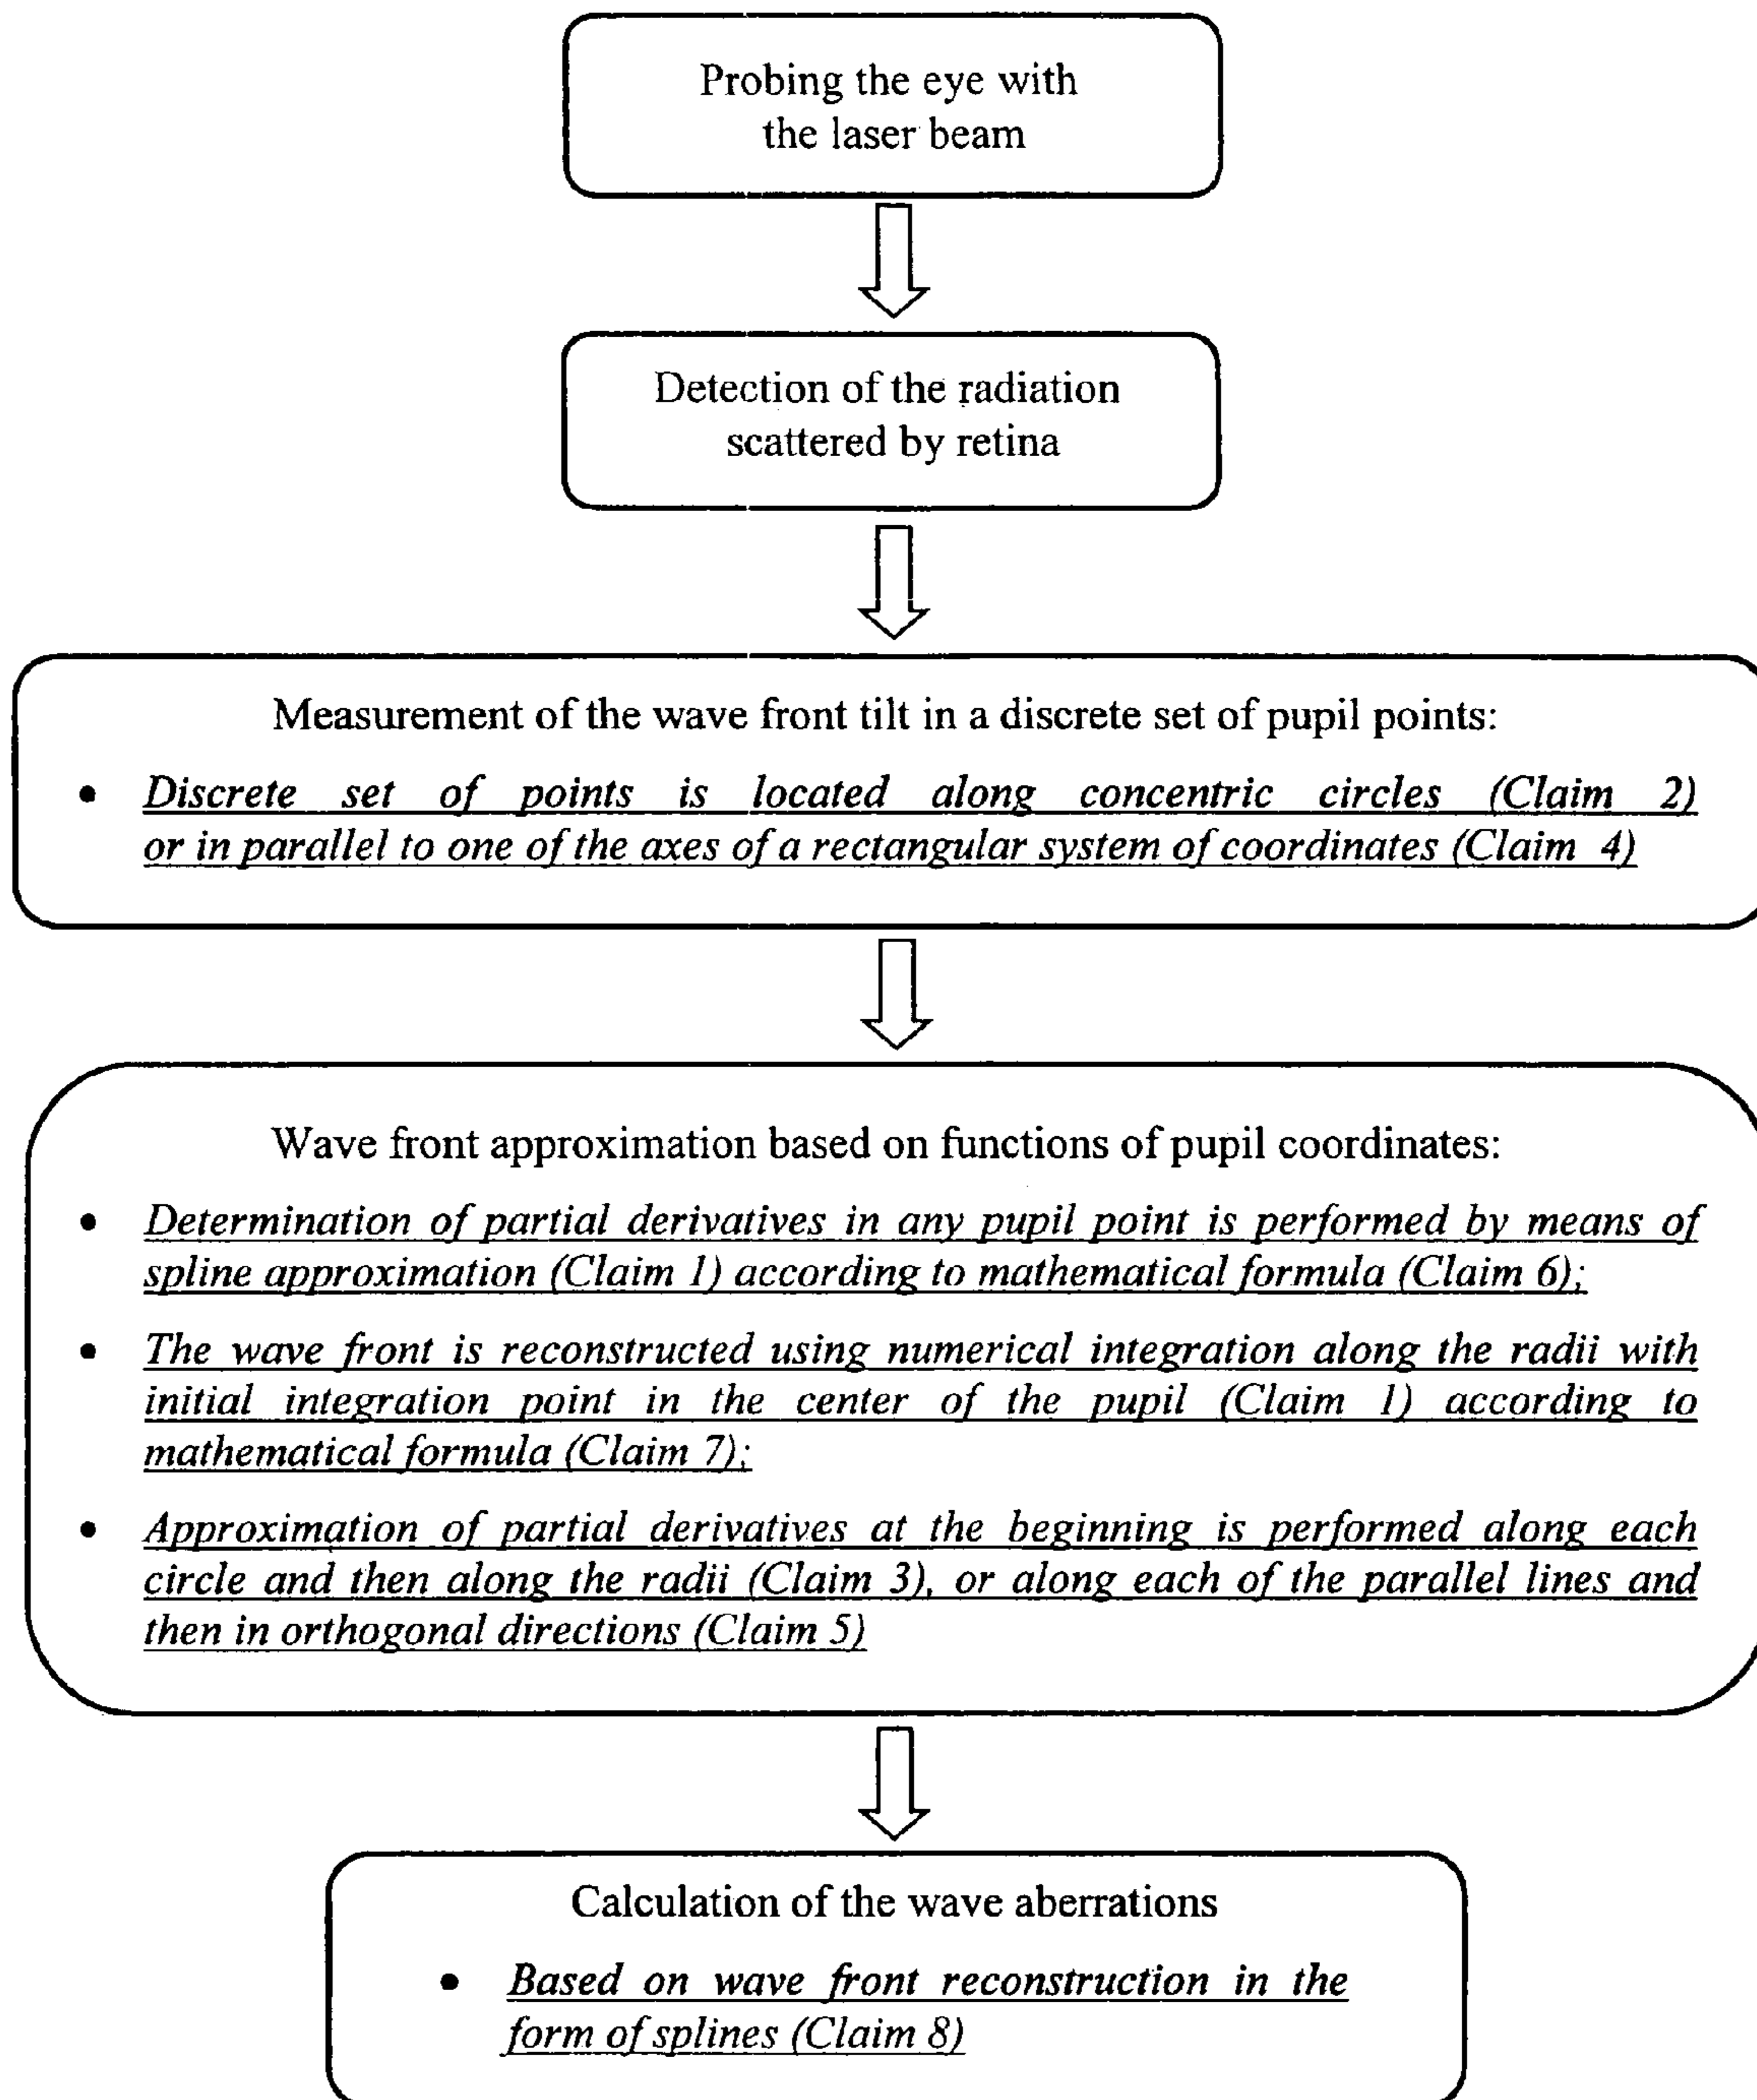 Probing the eye with
the laser beam
Detection of the radiation
scattered by retina
Measurement of the wave front tilt in a discrete set of pupil points:
• Discrete set of points is located along concentric circles (Claim 2)
or in parallel to one of the axes of a rectangular system of coordinates (Claim 4)
Wave front approximation based on functions of pupil coordinates:
• Determination of partial derivatives in any pupil point is performed by means of
spline approximation (Claim 1) according to mathematical formula (Claim 6);
• The wave front is reconstructed using numerical integration along the radii with
initial integration point in the center of the pupil (Claim 1) according to
mathematical formula (Claim 7);
• Approximation of partial derivatives at the beginning is performed along each
circle and then along the radii (Claim 3), or along each of the parallel lines and
then in orthogonal directions (Claim 5)
Calculation of the wave aberrations
• Based on wave front reconstruction in the
form of splines (Claim 8)